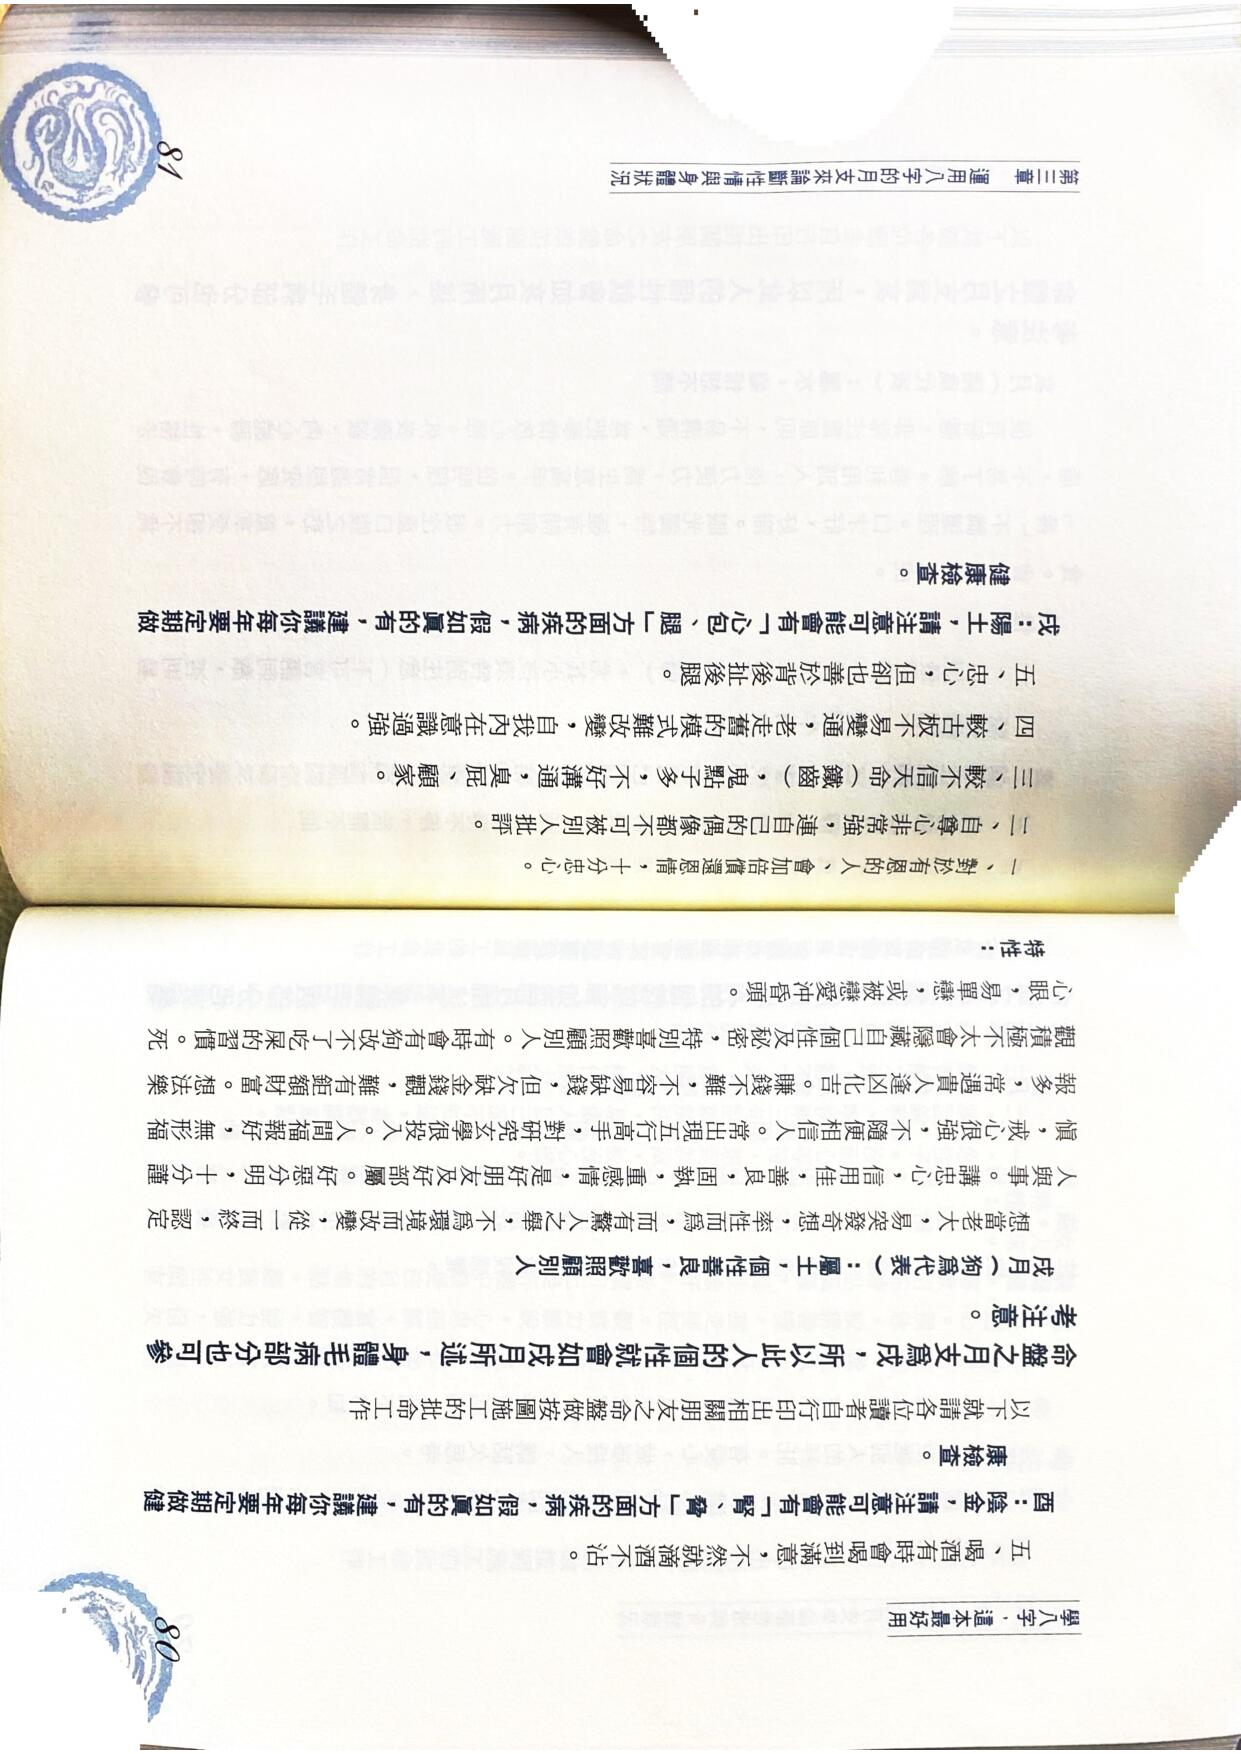 學八字，這本最好用
五、喝酒有時會喝到滿意，不然就滴酒不沾。
酉：陰金，請注意可能會有「腎、脅」方面的疾病，假如眞的有，建議你每年要定期做健
康檢查。
以下就請各位讀者自行印出相關朋友之命盤做按圖施工的批命工作
命盤之月支爲戌，所以此人的個性就會如戌月所述，身體毛病部分也可參
考注意。
戌月（狗爲代表）：屬土，個性善良，喜歡照顧別人
想當老大，易突發奇想，率性而爲，而有驚人之舉，不爲環境而改變，從一而終，認定
人與事。講忠心，信用佳，善良，固執，重感情，是好朋友及好部屬。好惡分明，十分謹
愼，戒心很強，不隨便相信人。常出現五行高手，對研究玄學很投入。人間福報好，無形福
報多，常遇貴人逢凶化吉。賺錢不難，不容易缺錢，但欠缺金錢觀，難有鉅額財富。想法樂
觀積極不太會隱藏自己個性及秘密，特別喜歡照顧別人。有時會有狗改不了吃屎的習慣。死
心眼，易單戀，或被戀愛沖昏頭。
特性：
80
一、對於有恩的人、會加倍償還恩情，十分忠心。
二、自尊心非常強，連自己的偶像都不可被別人批評。
三、較不信天命（鐵齒），鬼點子多，不好溝通，臭屁、顧家。
四、較古板不易變通，老走舊的模式難改變，自我內在意識過強。
五、忠心，但卻也善於背後扯後腿。
戌：陽土，請注意可能會有「心包、腿」方面的疾病，假如眞的有，建議你每年要定期做
健康檢查。
第三章　運用八字的月支來論斷性情與身體狀況
81